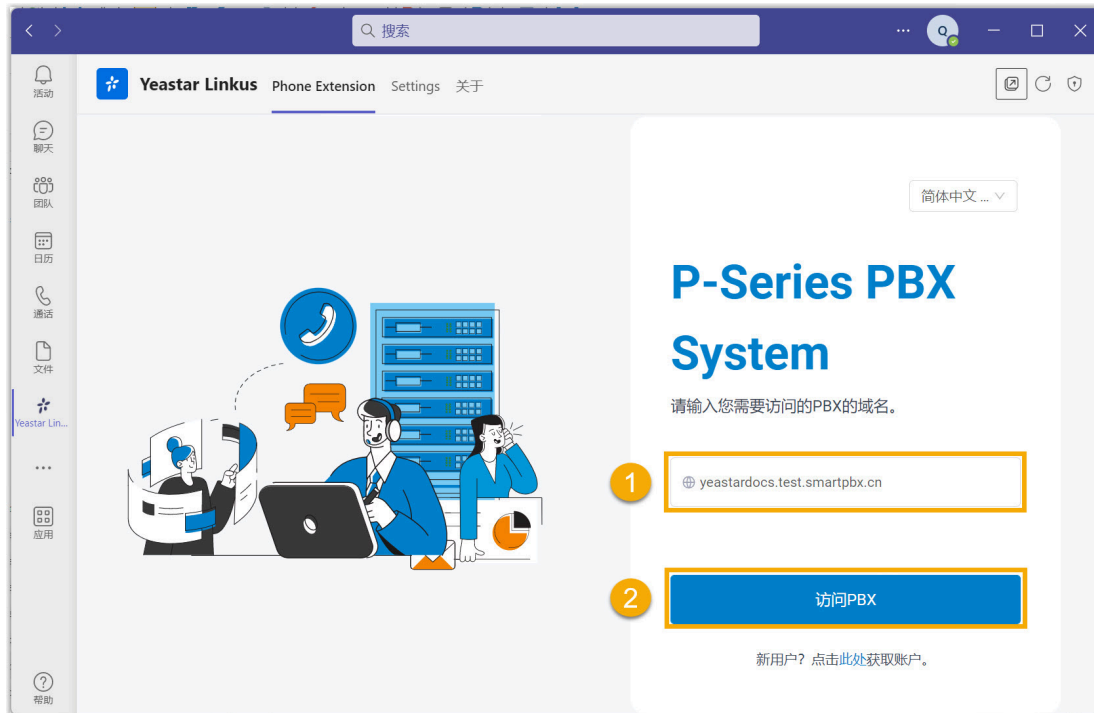 搜索
Q
活动
聊天
团队
日历
通话
文件
Yeastar Lin...
应用
帮助
Yeastar Linkus Phone Extension Settings 关于
简体中文 ...
P-Series PBX
System
请输入您需要访问的PBX的域名。
1 yeastardocs.test.smartpbx.cn
2 访问PBX
新用户？点击此处获取账户。